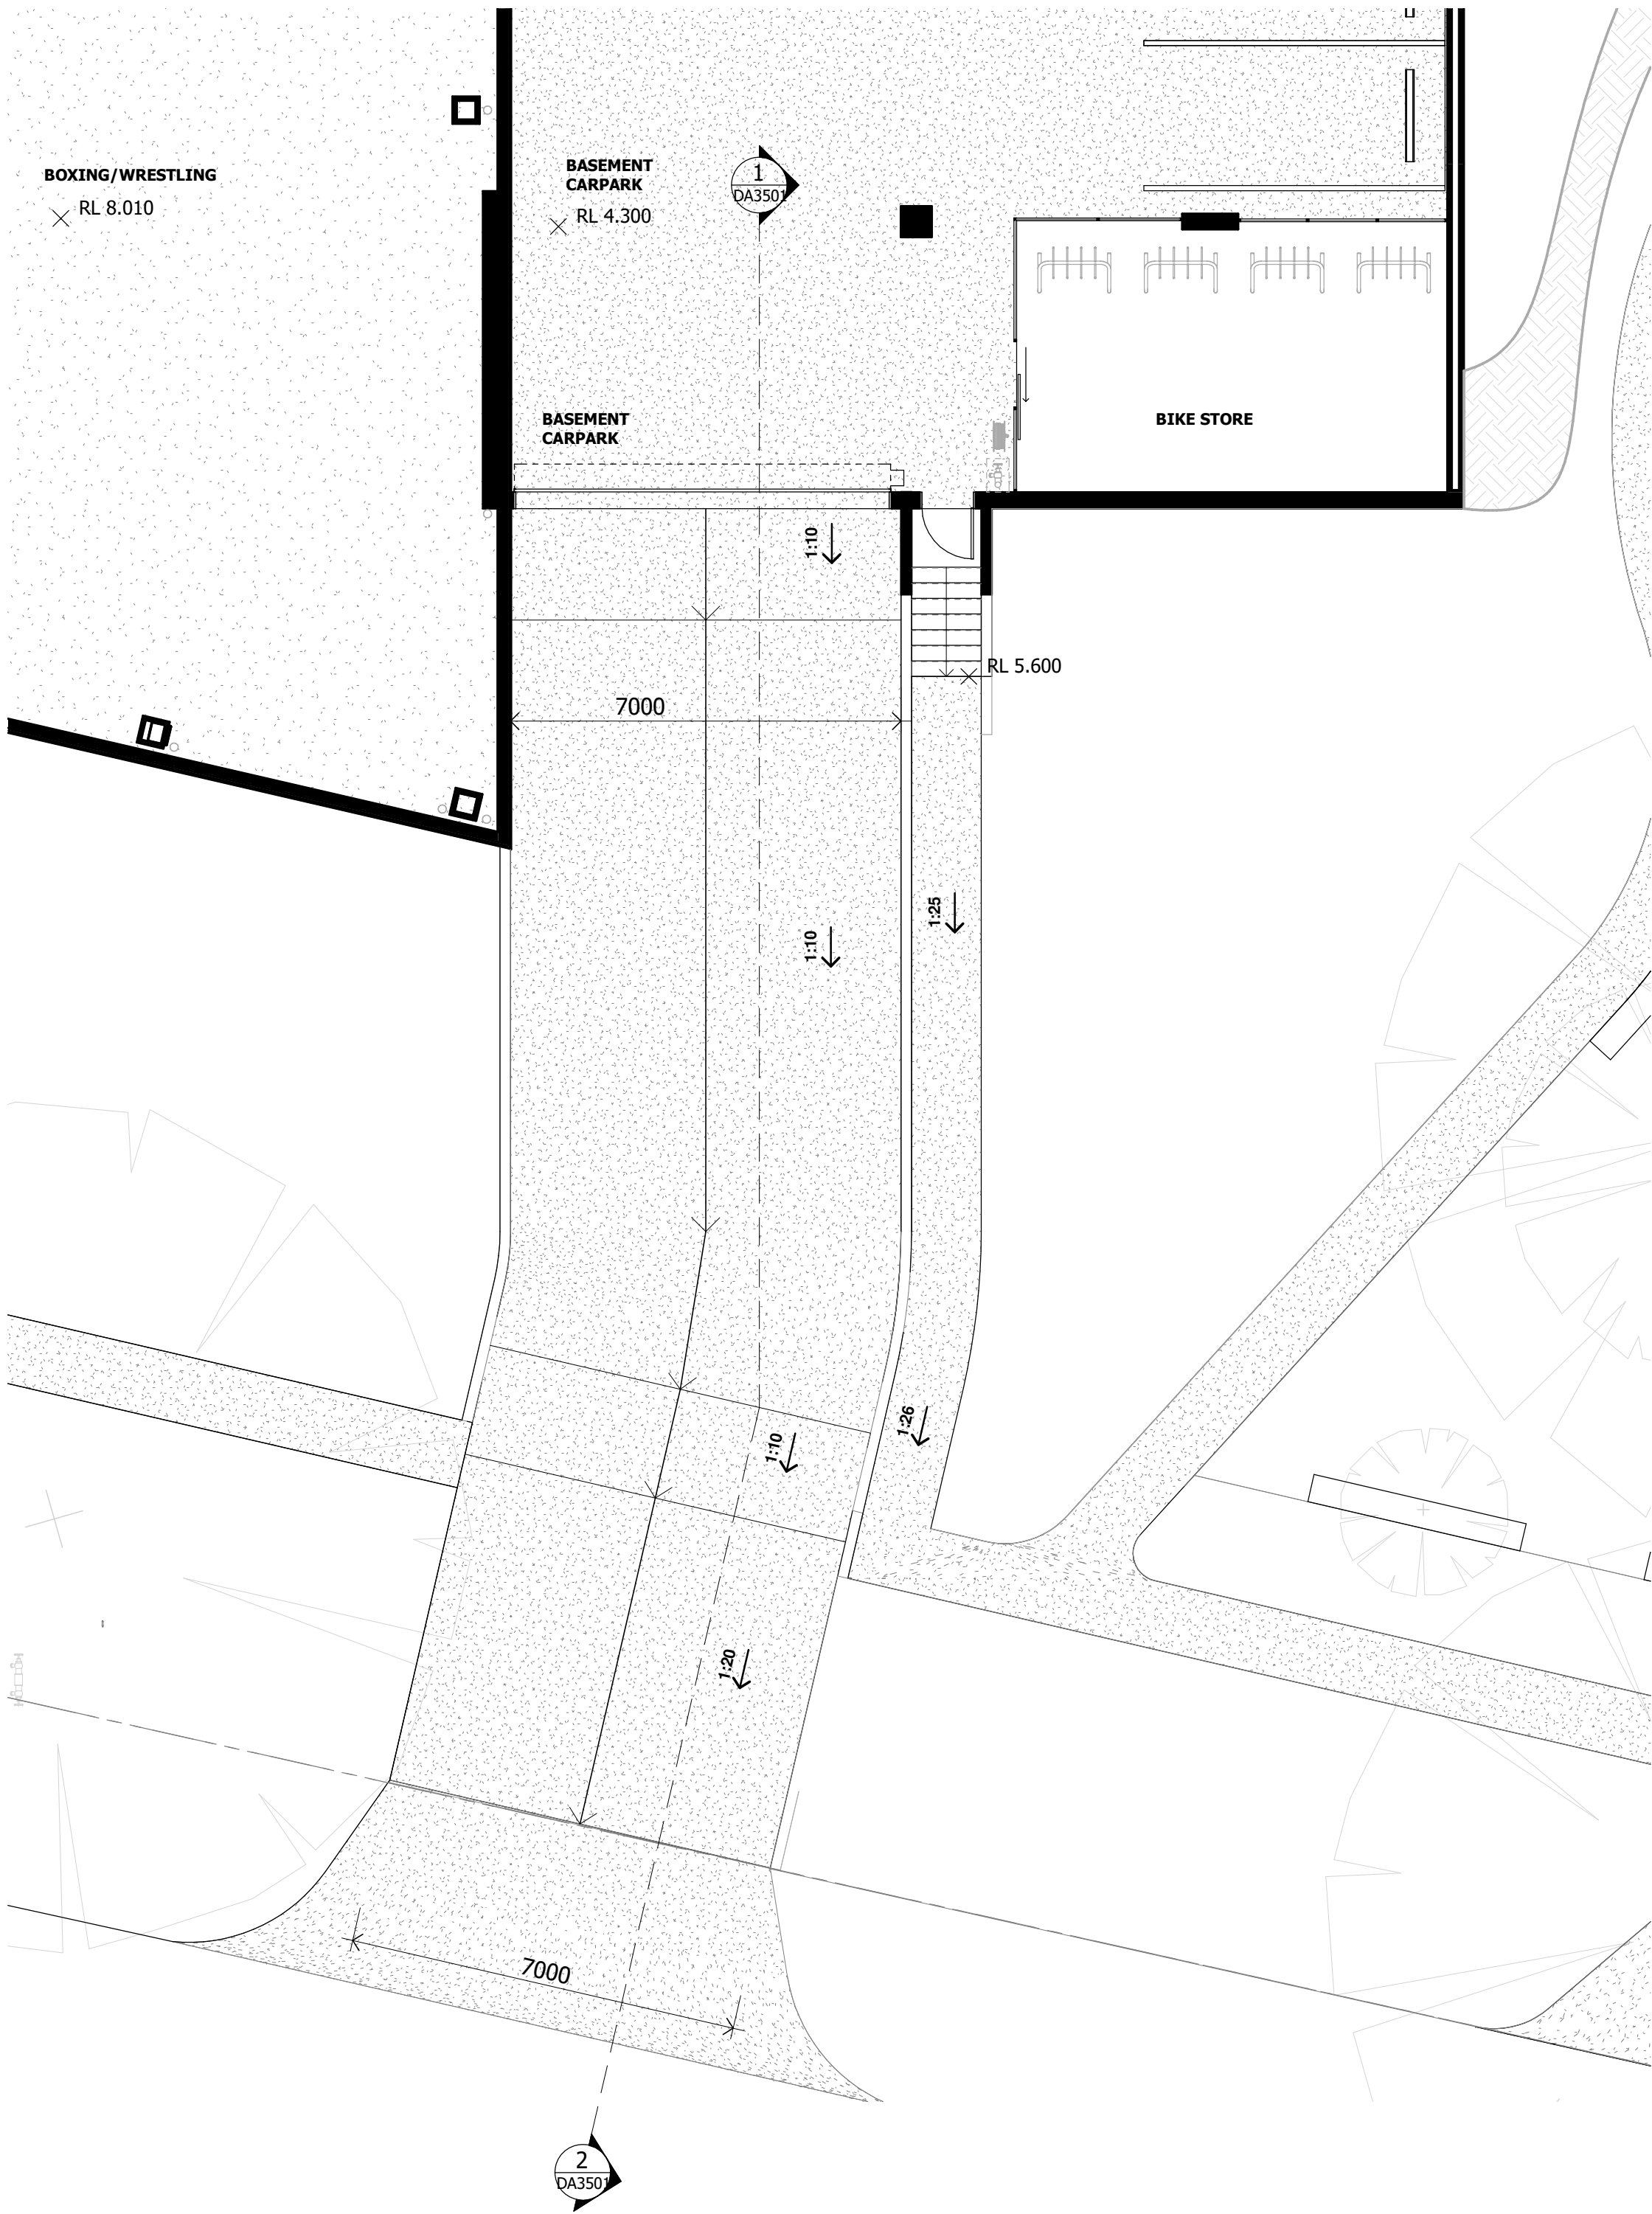 BOXING/WRESTLING
RL 8.010
BASEMENT
CARPARK
RL 4.300
1
DA3501
BASEMENT
CARPARK
BIKE STORE
1:10
RL 5.600
7000
1:25
1:10
1:26
1:10
1:20
7000
2
DA3501